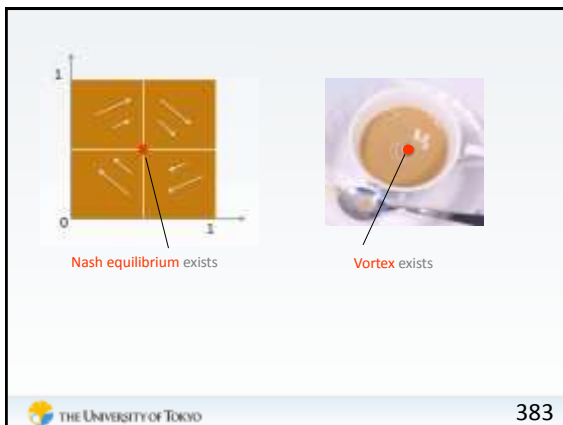 1
0
1
Nash equilibrium exists
Vortex exists
THE UNIVERSITY OF TOKYO
383